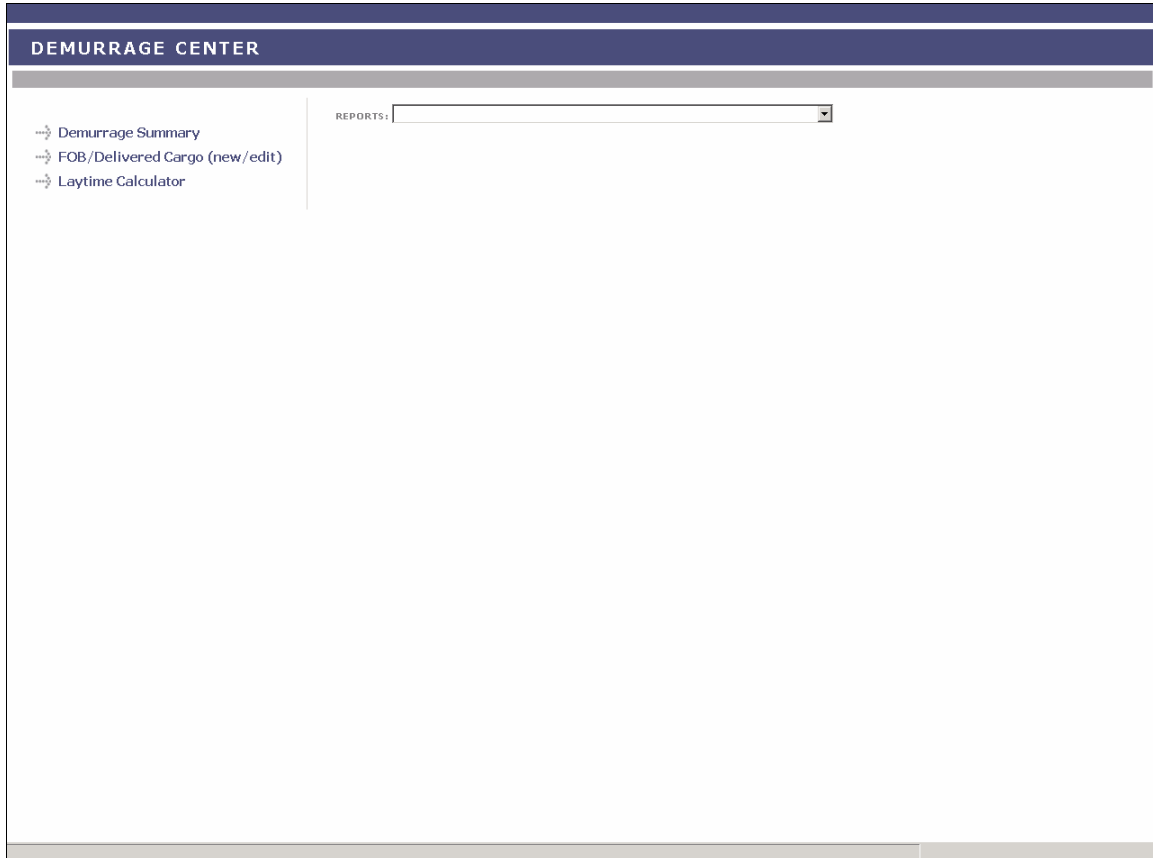 DEMURRAGE CENTER
REPORTS:
Demurrage Summary
FOB/Delivered Cargo (new/edit)
Laytime Calculator